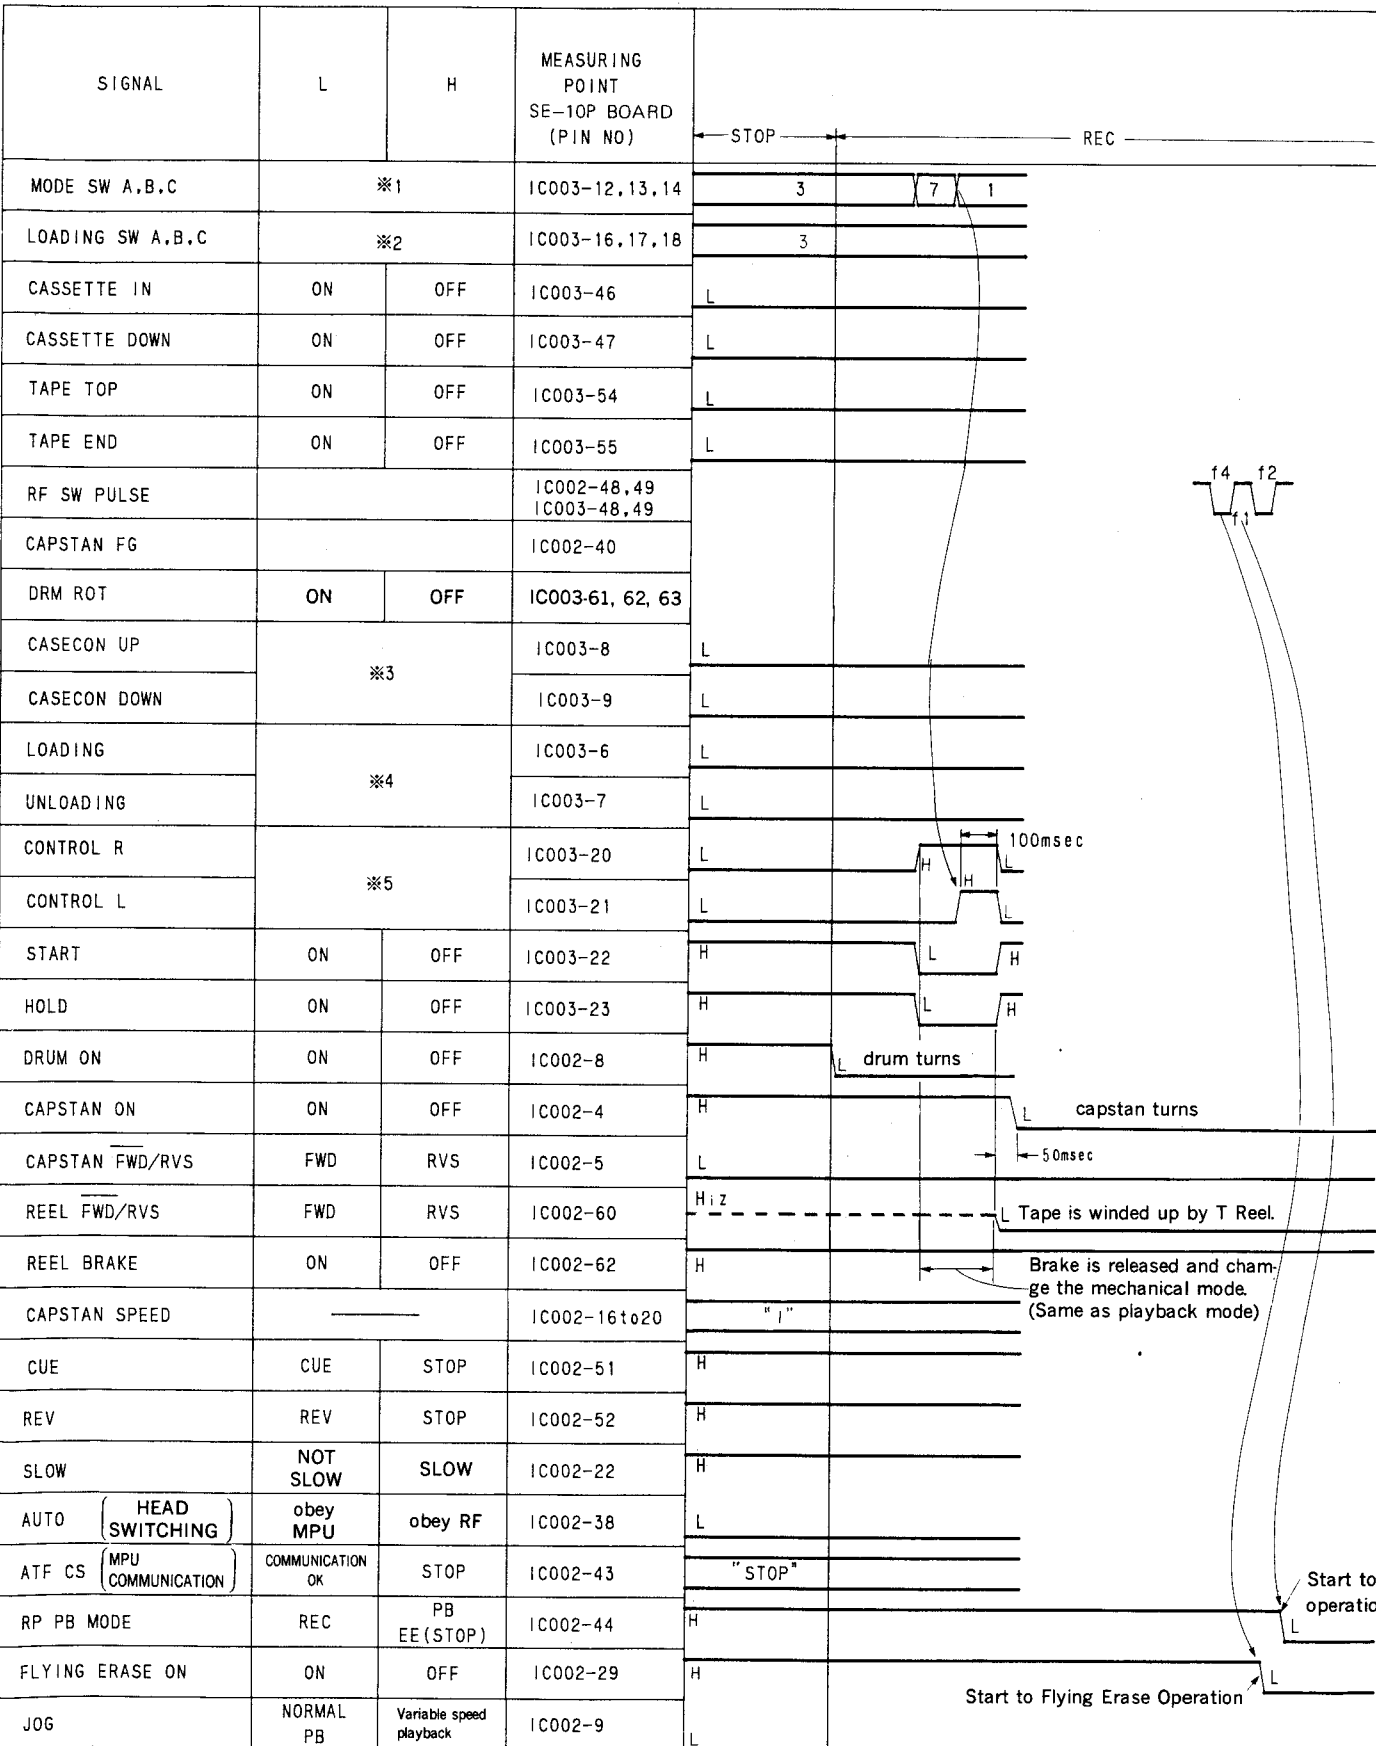 SIGNAL L H MEASURING
POINT
SE-10P BOARD
(PIN NO)
STOP REC
MODE SW A,B,C ※1 IC003-12,13,14 3 7 1
LOADING SW A,B,C ※2 IC003-16,17,18 3
CASSETTE IN ON OFF IC003-46 L
CASSETTE DOWN ON OFF IC003-47 L
TAPE TOP ON OFF IC003-54 L
TAPE END ON OFF IC003-55 L
f4 f2
RF SW PULSE IC002-48,49
IC003-48,49
f1
CAPSTAN FG IC002-40
DRM ROT ON OFF IC003-61, 62, 63
CASECON UP ※3 IC003-8 L
CASECON DOWN IC003-9 L
LOADING ※4 IC003-6 L
UNLOADING IC003-7 L
100msec
CONTROL R ※5 IC003-20 L H L
CONTROL L IC003-21 L H L
START ON OFF IC003-22 H L H
HOLD ON OFF IC003-23 H L H
DRUM ON ON OFF IC002-8 H L drum turns
CAPSTAN ON ON OFF IC002-4 H L capstan turns
CAPSTAN FWD/RVS FWD RVS IC002-5 L 50msec
REEL FWD/RVS FWD RVS IC002-60 HiZ L Tape is winded up by T Reel.
REEL BRAKE ON OFF IC002-62 H
Brake is released and cham-
ge the mechanical mode.
(Same as playback mode)
CAPSTAN SPEED IC002-16to20 "1"
CUE CUE STOP IC002-51 H
REV REV STOP IC002-52 H
SLOW NOT
SLOW SLOW IC002-22 H
AUTO (HEAD
SWITCHING) obey
MPU obey RF IC002-38 L
ATF CS (MPU
COMMUNICATION) COMMUNICATION
OK STOP IC002-43 "STOP"
Start to
operatio
RP PB MODE REC PB
EE(STOP) IC002-44 H L
FLYING ERASE ON ON OFF IC002-29 H L
Start to Flying Erase Operation
JOG NORMAL
PB Variable speed
playback IC002-9 L